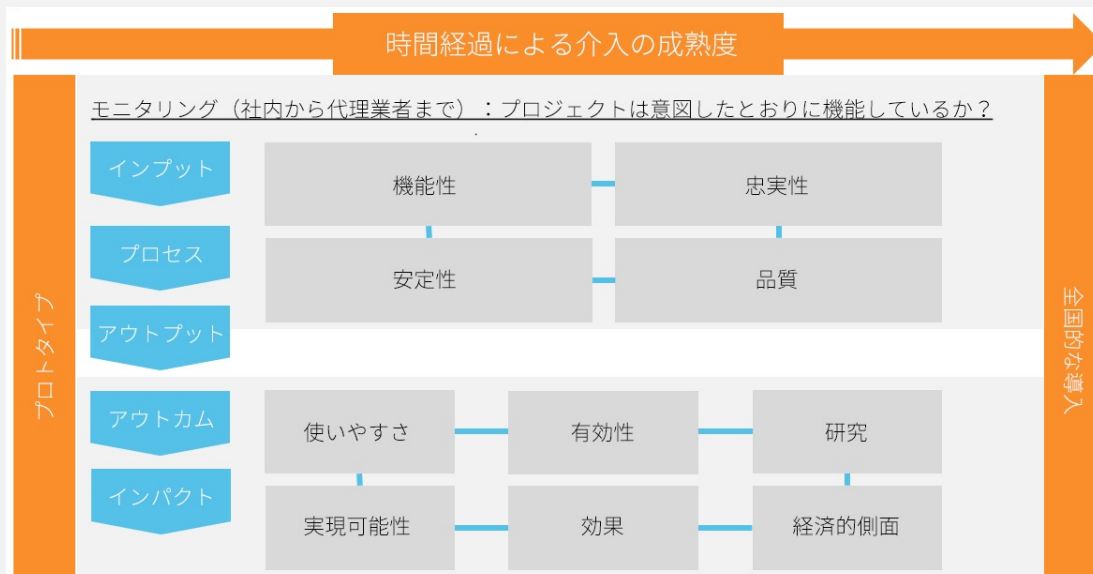 時間経過による介入の成熟度
モニタリング（社内から代理業者まで）：プロジェクトは意図したとおりに機能しているか？
プロトタイプ
インプット
プロセス
アウトプット
アウトカム
インパクト
機能性
忠実性
安定性
品質
使いやすさ
有効性
研究
実現可能性
効果
経済的側面
全国的な導入